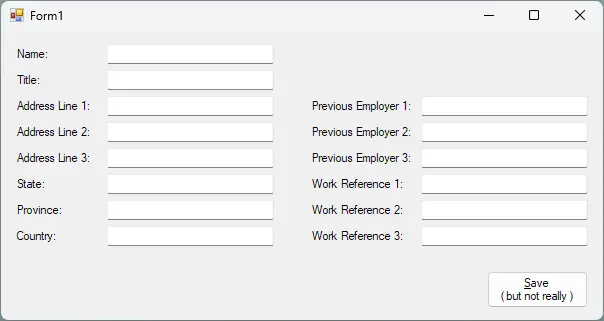 Form1
Name:
Title:
Address Line 1:
Previous Employer 1:
Address Line 2:
Previous Employer 2:
Address Line 3:
Previous Employer 3:
State:
Work Reference 1:
Province:
Work Reference 2:
Country:
Work Reference 3:
Save
( but not really )